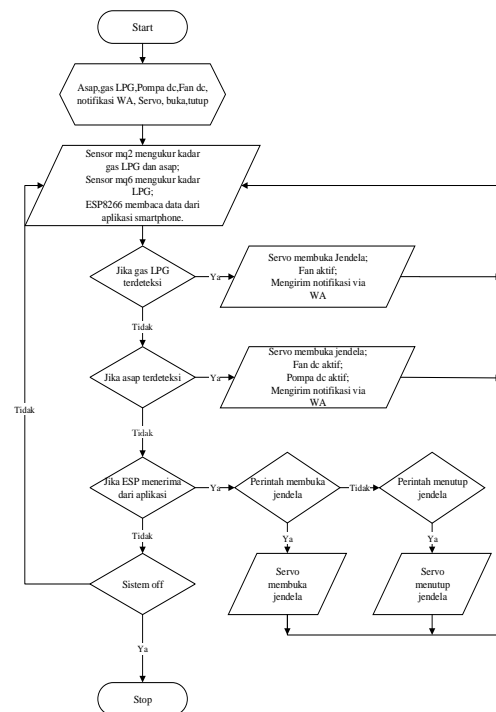 Start
Asap,gas LPG,Pompa dc,Fan dc,
notifikasi WA, Servo, buka,tutup
Sensor mq2 mengukur kadar
gas LPG dan asap;
Sensor mq6 mengukur kadar
LPG;
ESP8266 membaca data dari
aplikasi smartphone.
Jika gas LPG
terdeteksi
Ya
Servo membuka Jendela;
Fan aktif;
Mengirim notifikasi via
WA
Tidak
Jika asap terdeteksi
Ya
Servo membuka jendela;
Fan dc aktif;
Pompa dc aktif;
Mengirim notifikasi via
WA
Tidak
Tidak
Jika ESP menerima
dari aplikasi
Ya
Perintah membuka
jendela
Tidak
Perintah menutup
jendela
Tidak
Ya
Ya
Sistem off
Servo
membuka
jendela
Servo
menutup
jendela
Ya
Stop